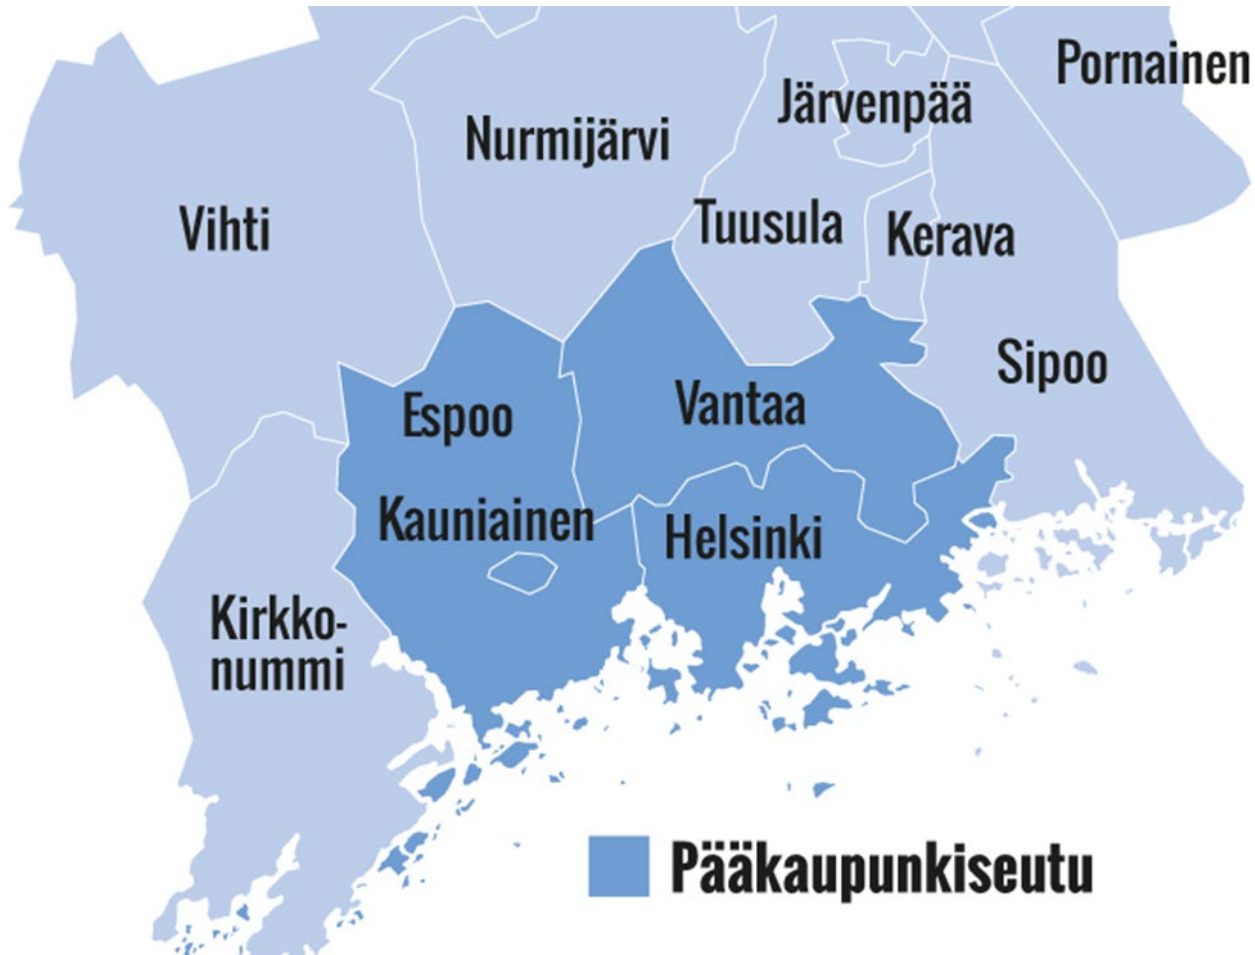 Pornainen
Järvenpää
Nurmijärvi
Tuusula
Kerava
Vihti
Sipoo
Espoo
Vantaa
Kauniainen
Helsinki
Kirkko-
nummi
Pääkaupunkiseutu